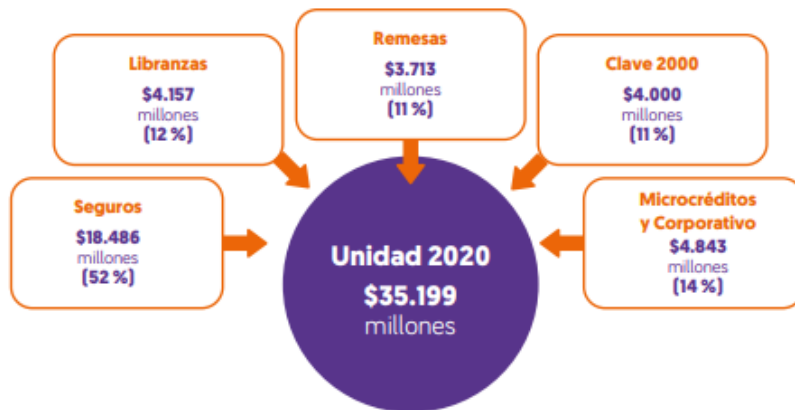 Seguros
$18.486
millones
(52 %)
Libranzas
$4.157
millones
(12 %)
Remesas
$3.713
millones
(11 %)
Clave 2000
$4.000
millones
(11 %)
Microcréditos
y Corporativo
$4.843
millones
(14 %)
Unidad 2020
$35.199
millones